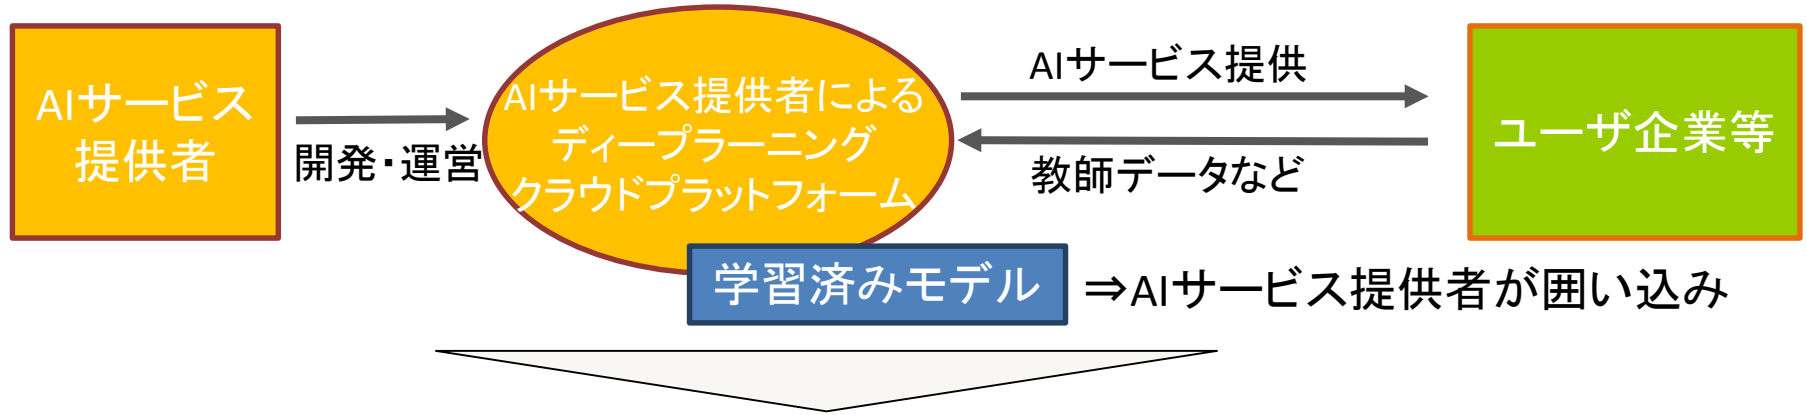 AIサービス
提供者
開発・運営
AIサービス提供者による
ディープラーニング
クラウドプラットフォーム
AIサービス提供
教師データなど
ユーザ企業等
学習済みモデル
⇒AIサービス提供者が囲い込み